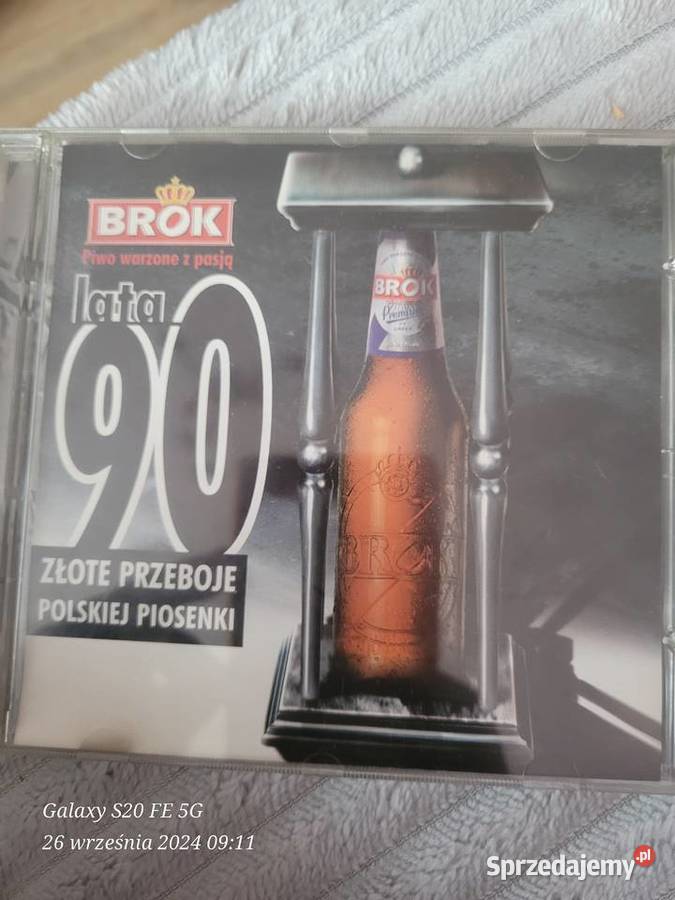 BROK
Piwo warzone z pasją
lata
90
ZŁOTE PRZEBOJE
POLSKIEJ PIOSENKI
BROK
Premium
BROK
Galaxy S20 FE 5G
26 września 2024 09:11
Sprzedajemy.pl